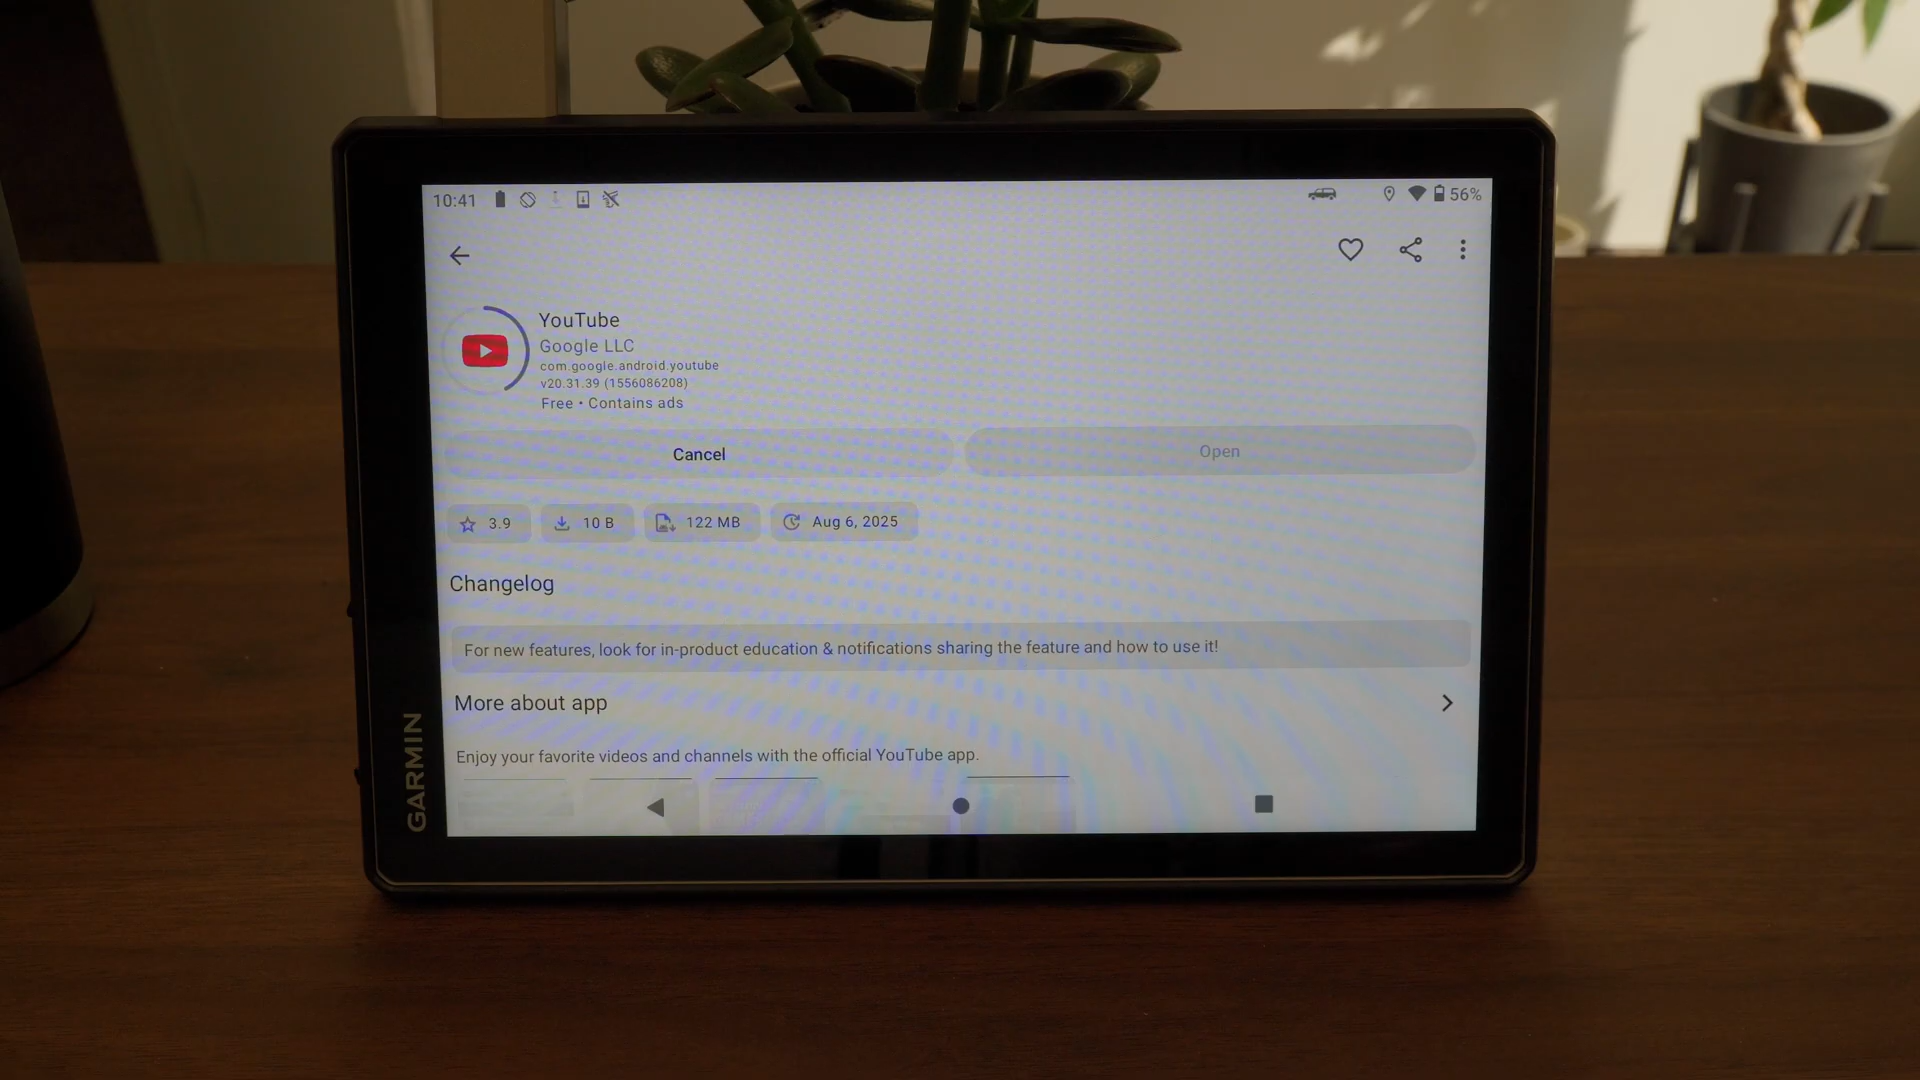 10:41
56%
YouTube
Google LLC
com.google.android.youtube
v20.31.39 (1556086208)
Free • Contains ads
Cancel
Open
3.9
10 B
122 MB
Aug 6, 2025
Changelog
For new features, look for in-product education & notifications sharing the feature and how to use it!
More about app
Enjoy your favorite videos and channels with the official YouTube app.
GARMIN